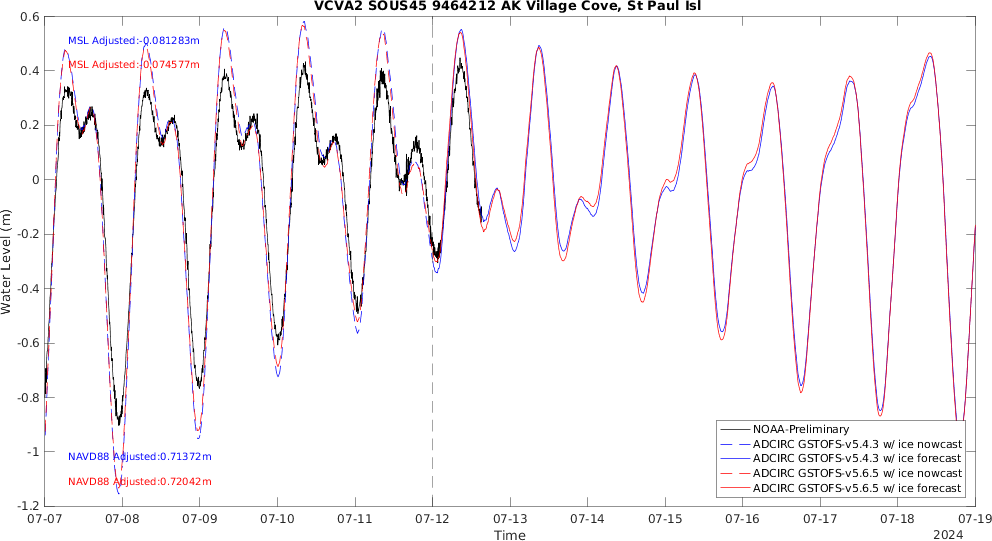 VCVA2 SOUS45 9464212 AK Village Cove, St Paul Isl
MSL Adjusted:-0.081283m
MSL Adjusted:-0.074577m
NAVD88 Adjusted:0.71372m
NAVD88 Adjusted:0.72042m
Water Level (m)
0.6
0.4
0.2
0
-0.2
-0.4
-0.6
-0.8
-1
-1.2
NOAA-Preliminary
ADCIRC GSTOFS-v5.4.3 w/ ice nowcast
ADCIRC GSTOFS-v5.4.3 w/ ice forecast
ADCIRC GSTOFS-v5.6.5 w/ ice nowcast
ADCIRC GSTOFS-v5.6.5 w/ ice forecast
07-07 07-08 07-09 07-10 07-11 07-12 07-13 07-14 07-15 07-16 07-17 07-18 07-19
Time
2024